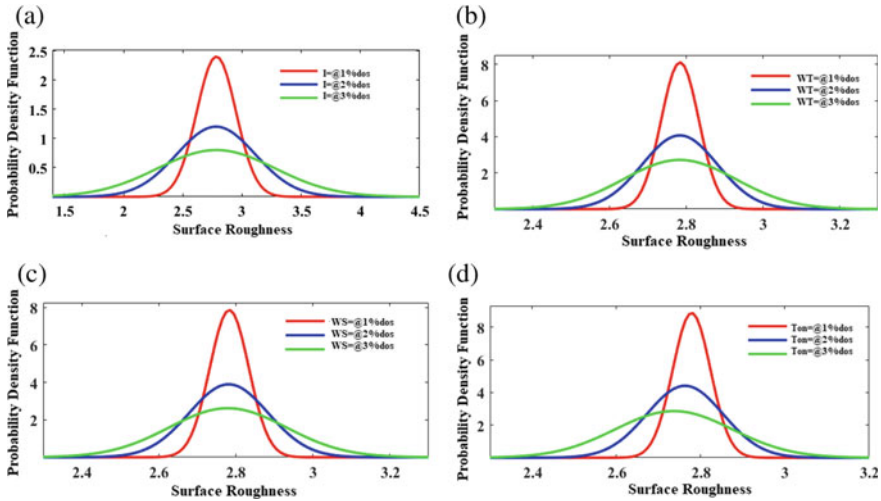 (a)
Probability Density Function
2.5
2
1.5
1
0.5
I=@1%dos
I=@2%dos
I=@3%dos
1.5 2 2.5 3 3.5 4 4.5
Surface Roughness
(b)
Probability Density Function
8
6
4
2
WT=@1%dos
WT=@2%dos
WT=@3%dos
2.4 2.6 2.8 3 3.2
Surface Roughness
(c)
Probability Density Function
8
6
4
2
WS=@1%dos
WS=@2%dos
WS=@3%dos
2.4 2.6 2.8 3 3.2
Surface Roughness
(d)
Probability Density Function
8
6
4
2
Ton=@1%dos
Ton=@2%dos
Ton=@3%dos
2.4 2.6 2.8 3 3.2
Surface Roughness